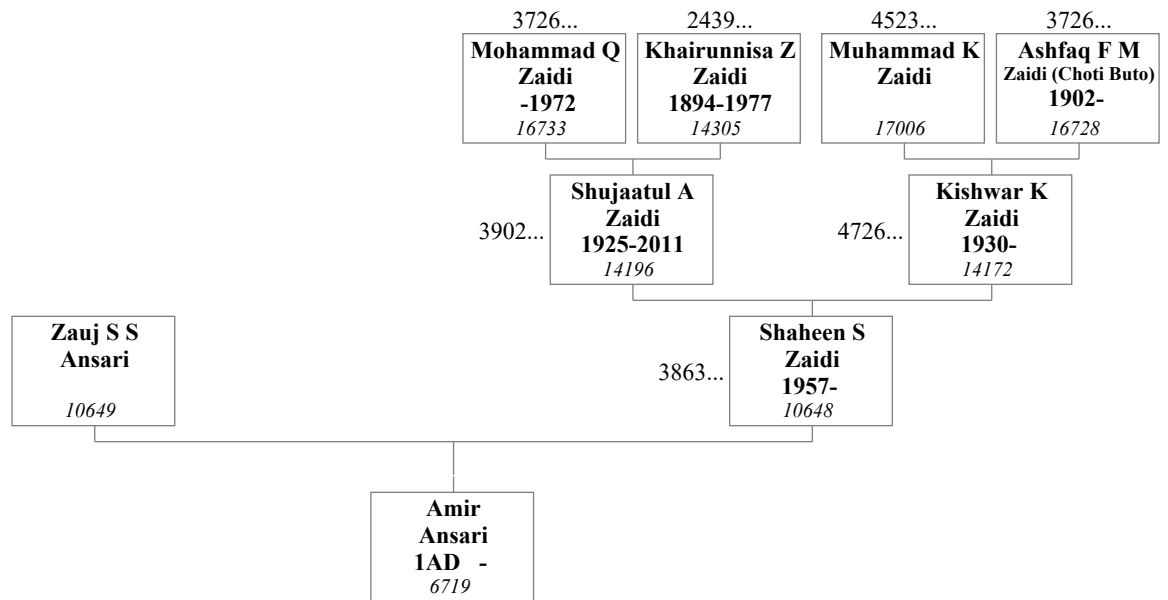 3726...
2439...
4523...
3726...
Mohammad Q
Zaidi
-1972
16733
Khairunnisa Z
Zaidi
1894-1977
14305
Muhammad K
Zaidi
17006
Ashfaq F M
Zaidi (Choti Buto)
1902-
16728
3902...
Shujaatul A
Zaidi
1925-2011
14196
4726...
Kishwar K
Zaidi
1930-
14172
Zauj S S
Ansari
10649
3863...
Shaheen S
Zaidi
1957-
10648
Amir
Ansari
1AD -
6719